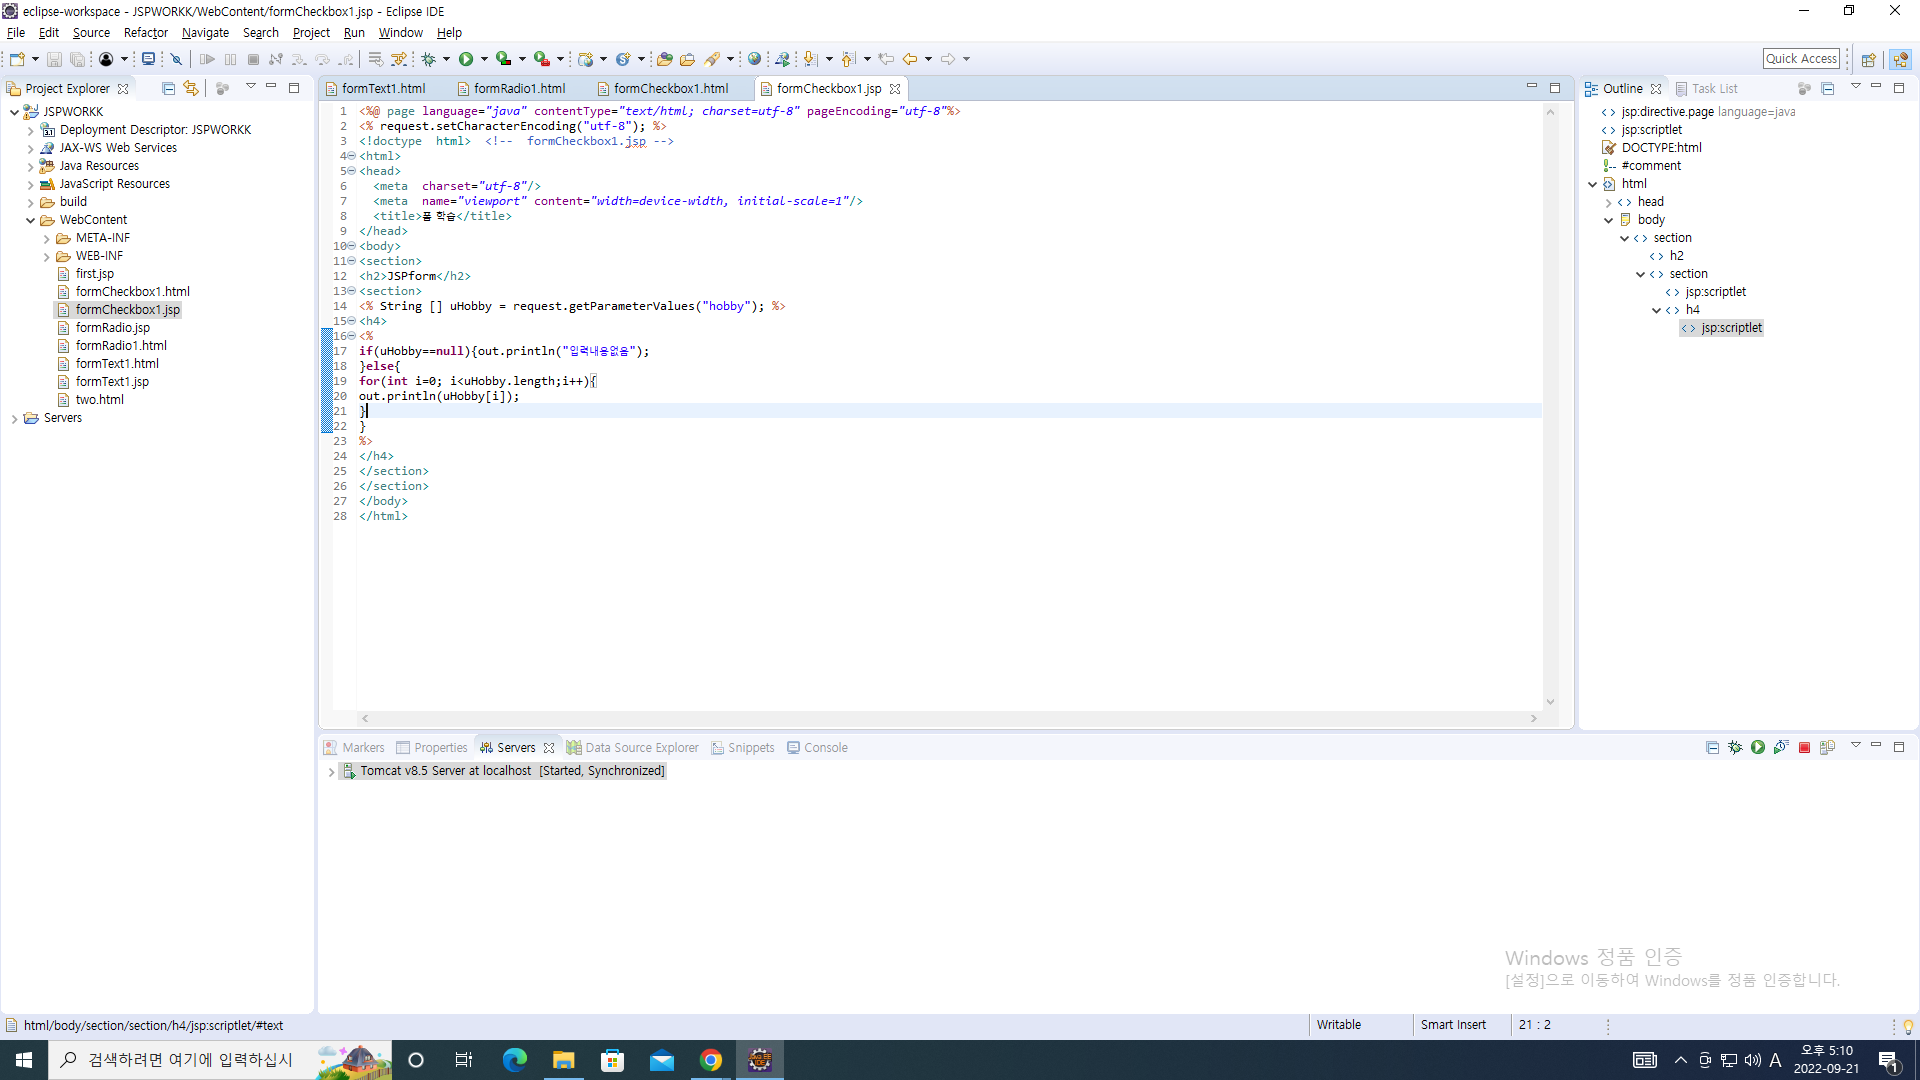 eclipse-workspace - JSPWORKK/WebContent/formCheckbox1.jsp - Eclipse IDE
File Edit Source Refactor Navigate Search Project Run Window Help
Quick Access
Project Explorer
JSPWORKK
Deployment Descriptor: JSPWORKK
JAX-WS Web Services
Java Resources
JavaScript Resources
build
WebContent
META-INF
WEB-INF
first.jsp
formCheckbox1.html
formCheckbox1.jsp
formRadio.jsp
formRadio1.html
formText1.html
formText1.jsp
two.html
Servers
formText1.html formRadio1.html formCheckbox1.html formCheckbox1.jsp
1 <%@ page language="java" contentType="text/html; charset=utf-8" pageEncoding="utf-8"%>
2 <% request.setCharacterEncoding("utf-8"); %>
3 <!doctype  html>  <!--  formCheckbox1.jsp -->
4 <html>
5 <head>
6   <meta  charset="utf-8"/>
7   <meta  name="viewport" content="width=device-width, initial-scale=1"/>
8   <title>폼 학습</title>
9 </head>
10 <body>
11 <section>
12 <h2>JSPform</h2>
13 <section>
14 <% String [] uHobby = request.getParameterValues("hobby"); %>
15 <h4>
16 <%
17 if(uHobby==null){out.println("입력내용없음");
18 }else{
19 for(int i=0; i<uHobby.length;i++){
20 out.println(uHobby[i]);
21 }
22 }
23 %>
24 </h4>
25 </section>
26 </section>
27 </body>
28 </html>
Outline Task List
jsp:directive.page language=java
jsp:scriptlet
DOCTYPE:html
#comment
html
head
body
section
h2
section
jsp:scriptlet
h4
jsp:scriptlet
Markers Properties Servers Data Source Explorer Snippets Console
Tomcat v8.5 Server at localhost  [Started, Synchronized]
Windows 정품 인증
[설정]으로 이동하여 Windows를 정품 인증합니다.
html/body/section/section/h4/jsp:scriptlet/#text
Writable
Smart Insert
21 : 2
검색하려면 여기에 입력하십시
A
오후 5:10
2022-09-21
1